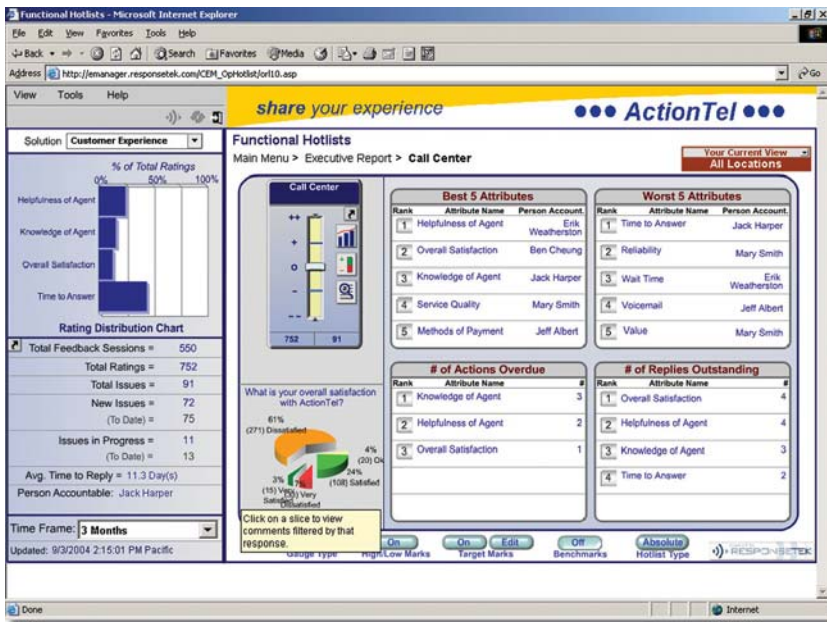 Functional Hotlists - Microsoft Internet Explorer
File Edit View Favorites Tools Help
Back Search Favorites Media
Address http://emanager.responsetek.com/CEM_OpHotlist/orl10.asp Go
View Tools Help
share your experience
ActionTel
Solution Customer Experience
% of Total Ratings
0% 50% 100%
Helpfulness of Agent
Knowledge of Agent
Overall Satisfaction
Time to Answer
Rating Distribution Chart
Total Feedback Sessions = 550
Total Ratings = 752
Total Issues = 91
New Issues = 72
(To Date) = 75
Issues in Progress = 11
(To Date) = 13
Avg. Time to Reply = 11.3 Day(s)
Person Accountable: Jack Harper
Time Frame: 3 Months
Updated: 9/3/2004 2:15:01 PM Pacific
Functional Hotlists
Main Menu > Executive Report > Call Center
Your Current View
All Locations
Call Center
++
+
o
-
--
752 91
What is your overall satisfaction
with ActionTel?
61%
(271) Dissatisfied
4%
(20) Ok
24%
(108) Satisfied
3%
(15) Very
Satisfied
7%
Very
Dissatisfied
Click on a slice to view
comments filtered by that
response.
Best 5 Attributes
Rank Attribute Name Person Account.
1 Helpfulness of Agent Erik
Weatherston
2 Overall Satisfaction Ben Cheung
3 Knowledge of Agent Jack Harper
4 Service Quality Mary Smith
5 Methods of Payment Jeff Albert
Worst 5 Attributes
Rank Attribute Name Person Account.
1 Time to Answer Jack Harper
2 Reliability Mary Smith
3 Wait Time Erik
Weatherston
4 Voicemail Jeff Albert
5 Value Mary Smith
# of Actions Overdue
Rank Attribute Name #
1 Knowledge of Agent 3
2 Helpfulness of Agent 2
3 Overall Satisfaction 1
# of Replies Outstanding
Rank Attribute Name #
1 Overall Satisfaction 4
2 Helpfulness of Agent 4
3 Knowledge of Agent 3
4 Time to Answer 2
On On Edit Off Absolute
Gauge Type High/Low Marks Target Marks Benchmarks Hotlist Type
RESPONSETEK
Done Internet